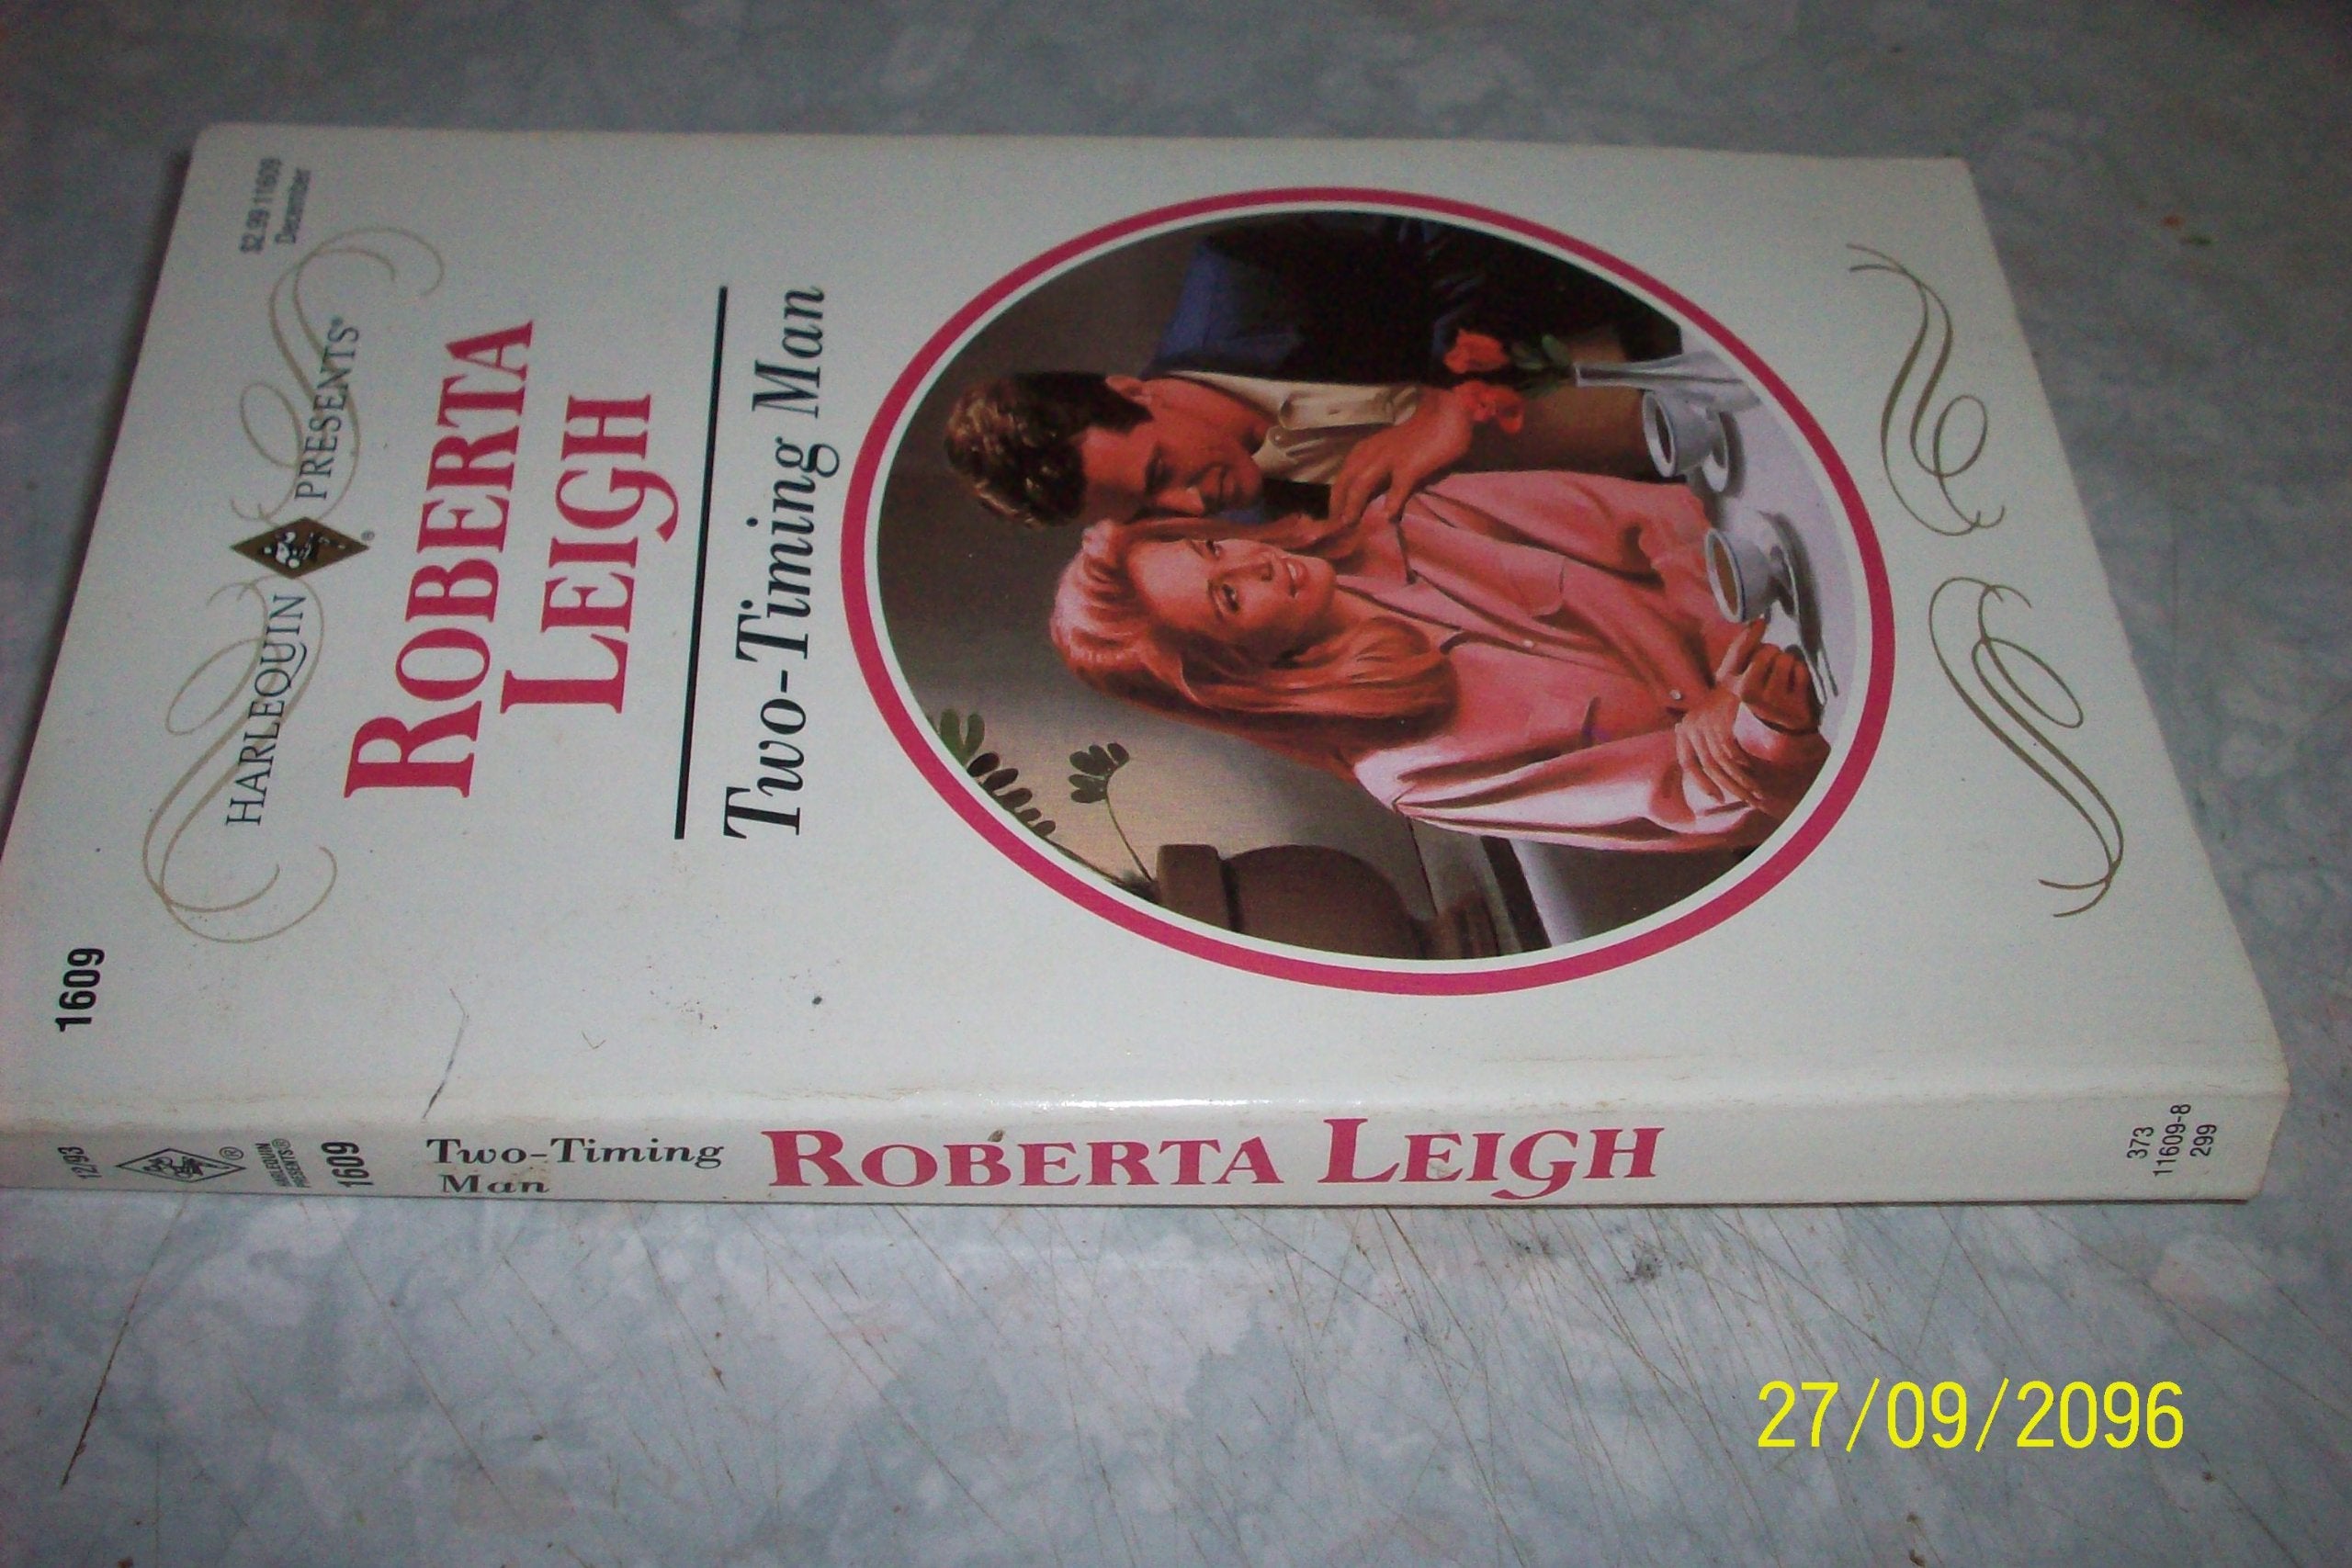 $2.99 11609
December
HARLEQUIN PRESENTS®
®
ROBERTA
LEIGH
Two-Timing Man
1609
12/93
®
HARLEQUIN
PRESENTS®
1609
Two-Timing
Man
ROBERTA LEIGH
373
11609-8
299
27/09/2096